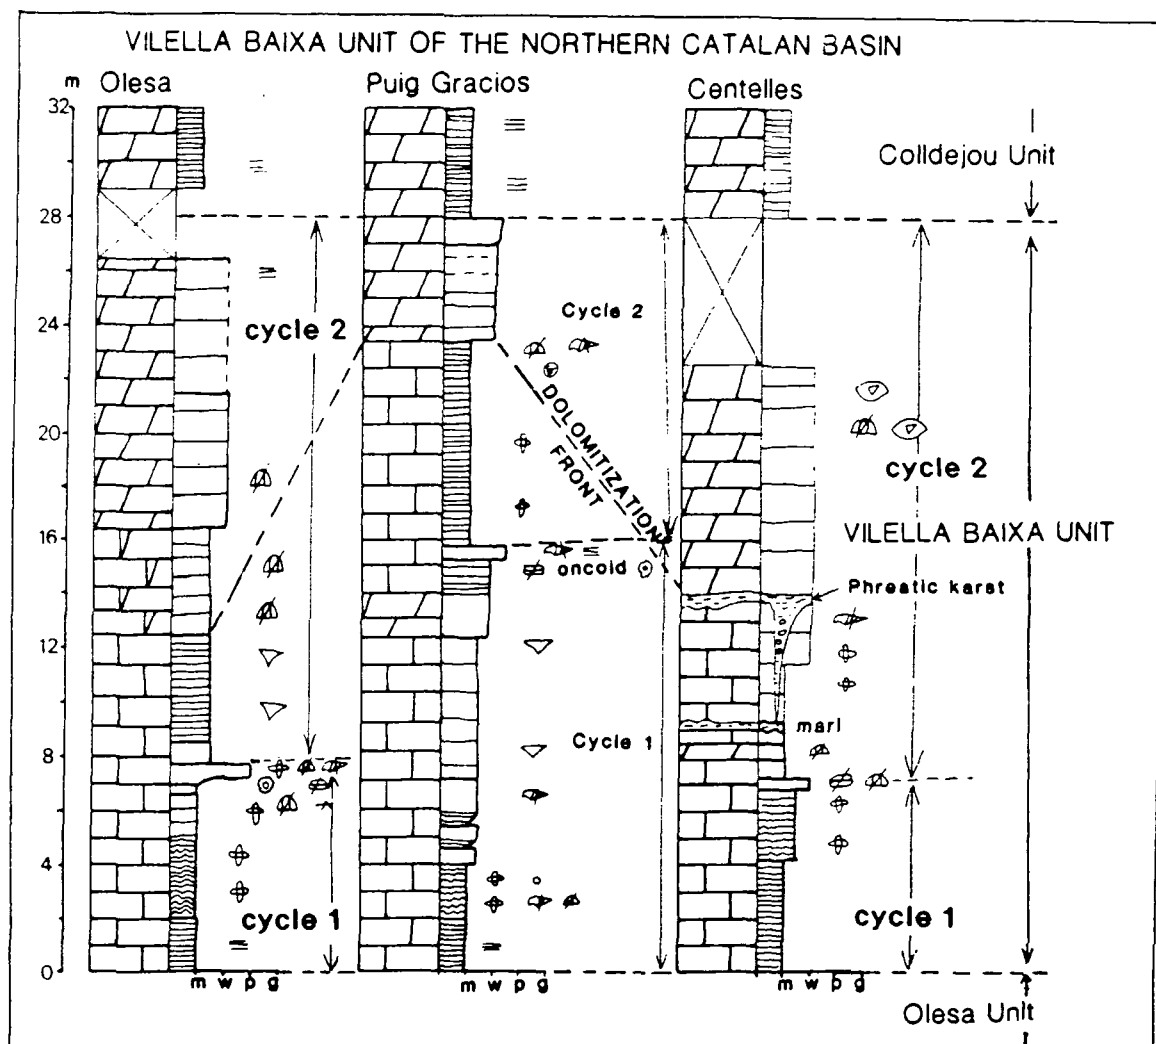 VILELLA BAIXA UNIT OF THE NORTHERN CATALAN BASIN
m Olesa Puig Gracios Centelles
32
Colldejou Unit
28
24
cycle 2
Cycle 2
20
cycle 2
DOLOMITIZATION
FRONT
16
VILELLA BAIXA UNIT
oncoid
Phreatic karst
12
8
Cycle 1
marl
4
cycle 1
cycle 1
0
m w p g
m w p g
m w p g
Olesa Unit